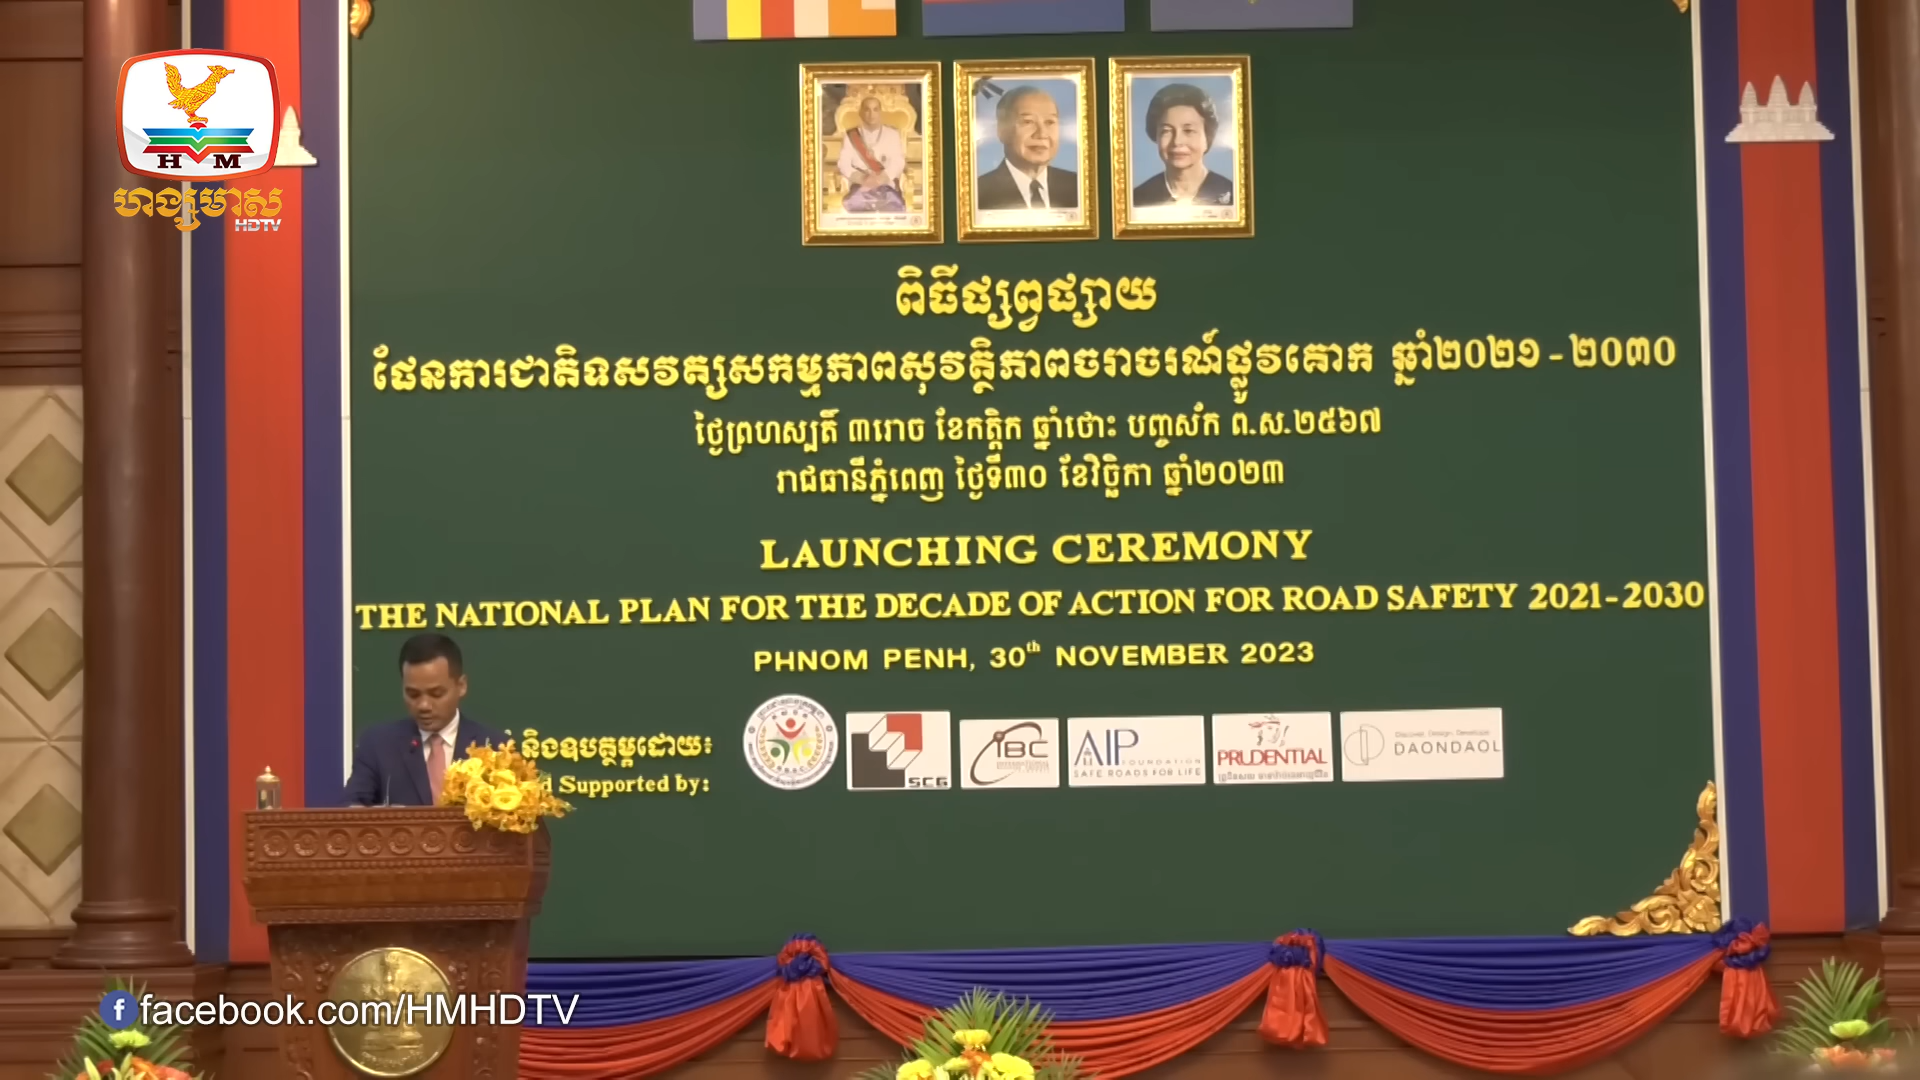 H M
ហង្សមាស
HDTV
ពិធីផ្សព្វផ្សាយ
ផែនការជាតិទសវត្សសកម្មភាពសុវត្ថិភាពចរាចរណ៍ផ្លូវគោក ឆ្នាំ២០២១-២០៣០
ថ្ងៃព្រហស្បតិ៍ ៣រោច ខែកត្តិក ឆ្នាំថោះ បញ្ចស័ក ព.ស.២៥៦៧
រាជធានីភ្នំពេញ ថ្ងៃទី៣០ ខែវិច្ឆិកា ឆ្នាំ២០២៣
LAUNCHING CEREMONY
THE NATIONAL PLAN FOR THE DECADE OF ACTION FOR ROAD SAFETY 2021-2030
PHNOM PENH, 30th NOVEMBER 2023
និងឧបត្ថម្ភដោយ៖
Supported by:
SCG
IBC
INTERNATIONAL
AIP
FOUNDATION
SAFE ROADS FOR LIFE
PRUDENTIAL
Discover Design Develope
DAONDAOL
facebook.com/HMHDTV